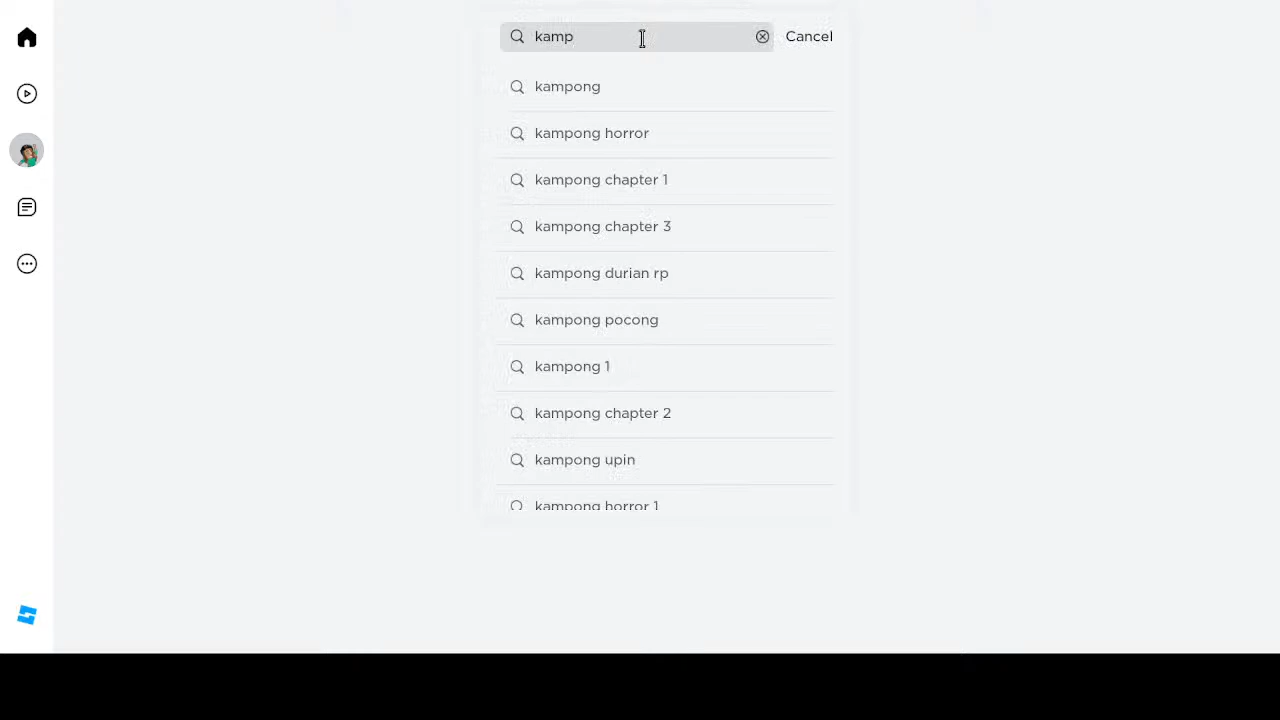 kamp
Cancel
kampong
kampong horror
kampong chapter 1
kampong chapter 3
kampong durian rp
kampong pocong
kampong 1
kampong chapter 2
kampong upin
kampong horror 1